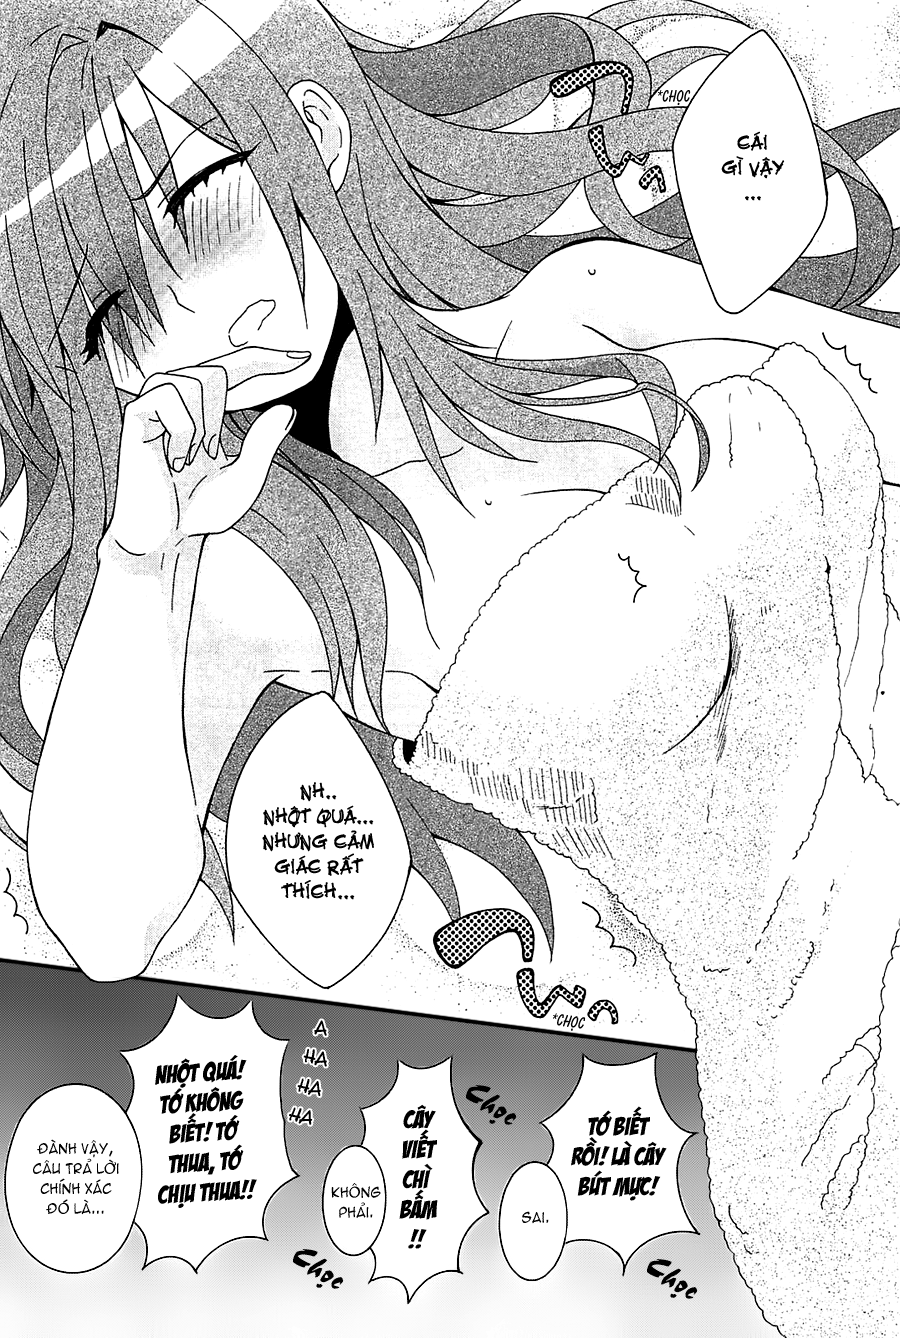 *CHỌC
CÁI
GÌ VẬY
...
NH..
NHỘT QUÁ...
NHƯNG CẢM
GIÁC RẤT
THÍCH...
*CHỌC
TỚ BIẾT
RỒI! LÀ CÂY
BÚT MỰC!
Chọc
SAI.
Chọc
CÂY
VIẾT
CHÌ
BẤM
!!
KHÔNG
PHẢI.
Chọc
A
HA
HA
HA
NHỘT QUÁ!
TỚ KHÔNG
BIẾT! TỚ
THUA, TỚ
CHỊU THUA!!
ĐÀNH VẬY,
CÂU TRẢ LỜI
CHÍNH XÁC
ĐÓ LÀ...